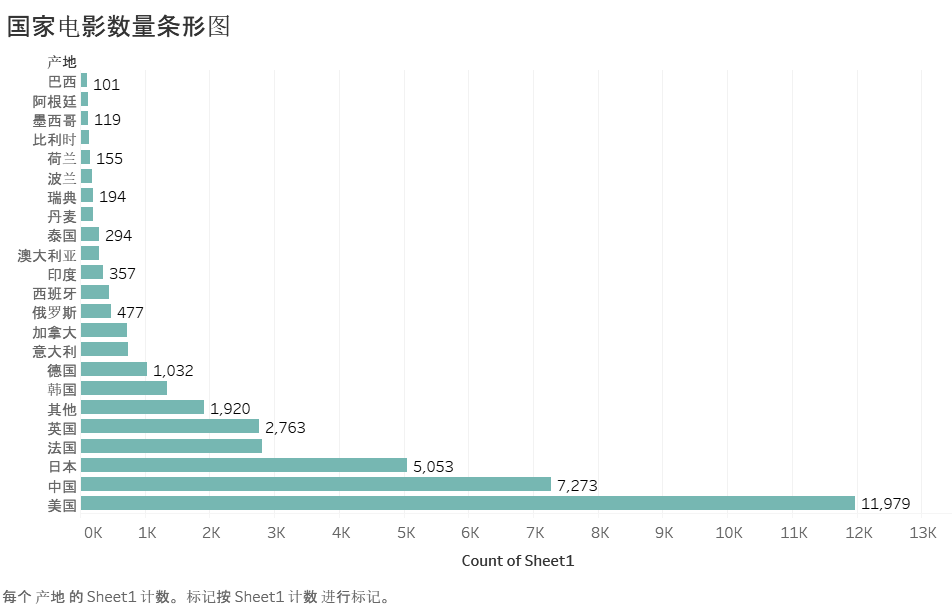 国家电影数量条形图
产地
巴西 101
阿根廷
墨西哥 119
比利时
荷兰 155
波兰
瑞典 194
丹麦
泰国 294
澳大利亚
印度 357
西班牙
俄罗斯 477
加拿大
意大利
德国 1,032
韩国
其他 1,920
英国 2,763
法国
日本 5,053
中国 7,273
美国 11,979
0K 1K 2K 3K 4K 5K 6K 7K 8K 9K 10K 11K 12K 13K
Count of Sheet1
每个 产地 的 Sheet1 计数。标记按 Sheet1 计数 进行标记。